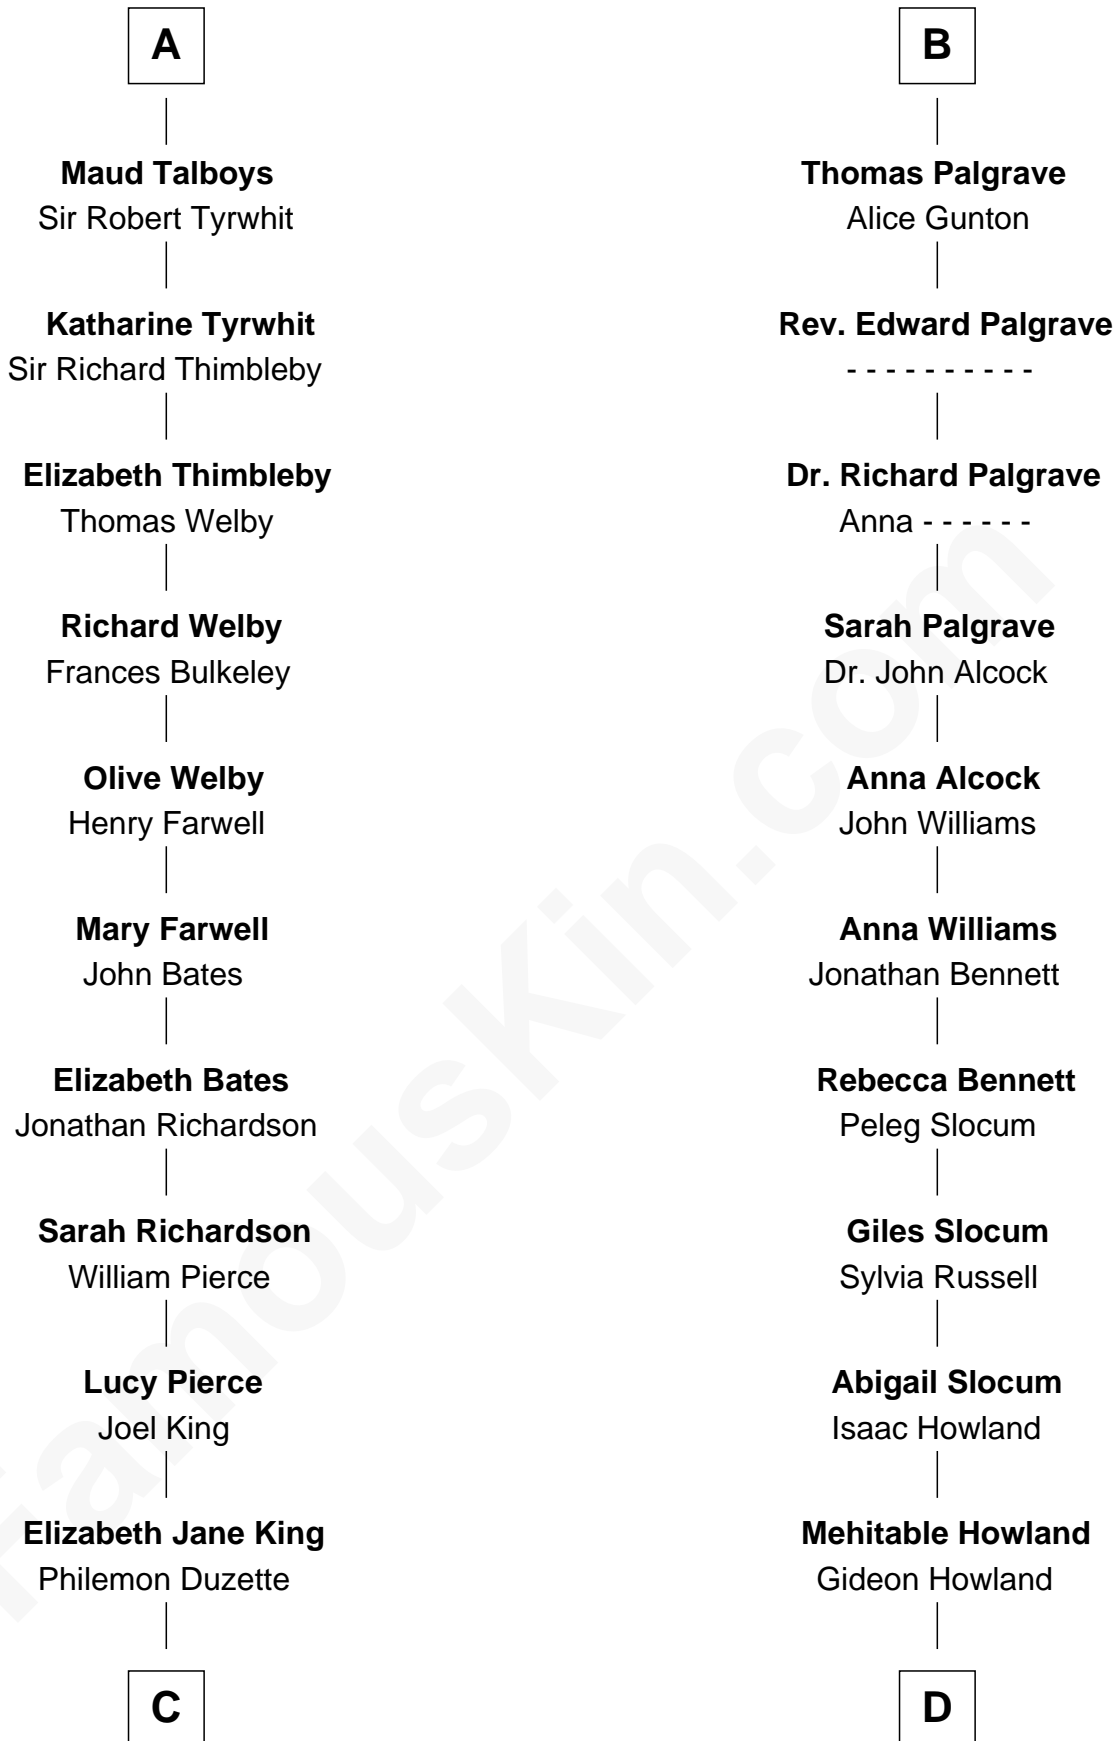 A
Maud Talboys
Sir Robert Tyrwhit
Katharine Tyrwhit
Sir Richard Thimbleby
Elizabeth Thimbleby
Thomas Welby
Richard Welby
Frances Bulkeley
Olive Welby
Henry Farwell
Mary Farwell
John Bates
Elizabeth Bates
Jonathan Richardson
Sarah Richardson
William Pierce
Lucy Pierce
Joel King
Elizabeth Jane King
Philemon Duzette
C
B
Thomas Palgrave
Alice Gunton
Rev. Edward Palgrave
- - - - - - - - - -
Dr. Richard Palgrave
Anna - - - - - -
Sarah Palgrave
Dr. John Alcock
Anna Alcock
John Williams
Anna Williams
Jonathan Bennett
Rebecca Bennett
Peleg Slocum
Giles Slocum
Sylvia Russell
Abigail Slocum
Isaac Howland
Mehitable Howland
Gideon Howland
D
FamousKin.com